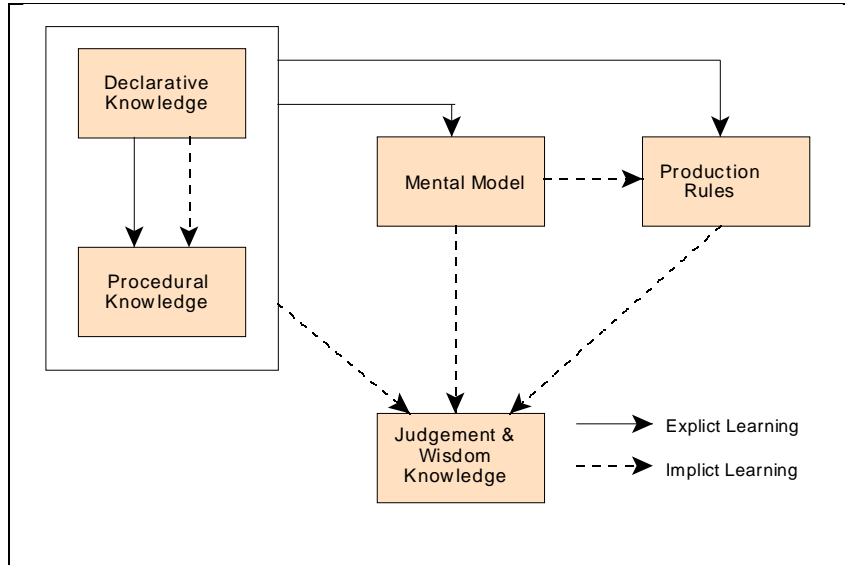 Declarative
Knowledge
Procedural
Knowledge
Mental Model
Production
Rules
Judgement &
Wisdom
Knowledge
Explict Learning
Implict Learning